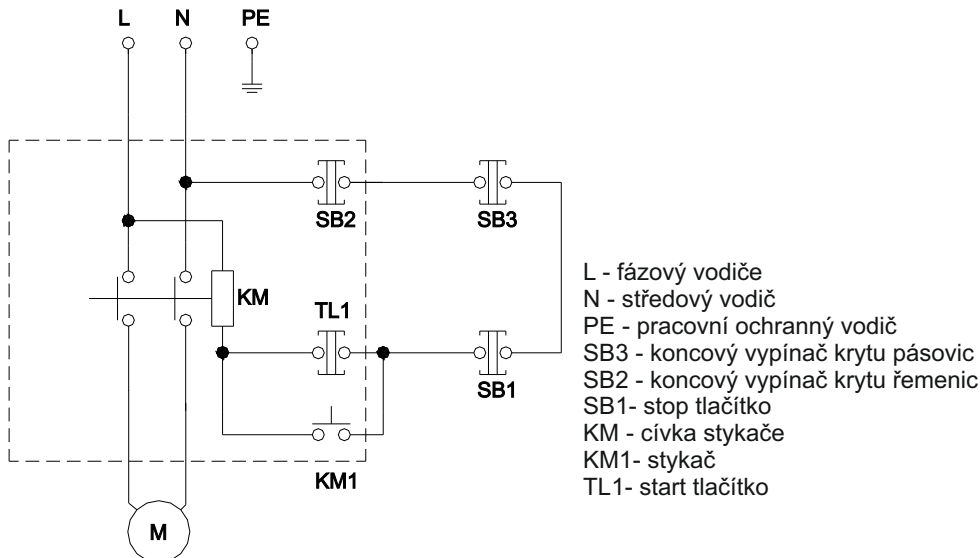 L N PE
SB2 SB3
KM
TL1
SB1
KM1
M
L - fázový vodiče
N - středový vodič
PE - pracovní ochranný vodič
SB3 - koncový vypínač krytu pásovic
SB2 - koncový vypínač krytu řemenic
SB1- stop tlačítko
KM - cívka stykače
KM1- stykač
TL1- start tlačítko